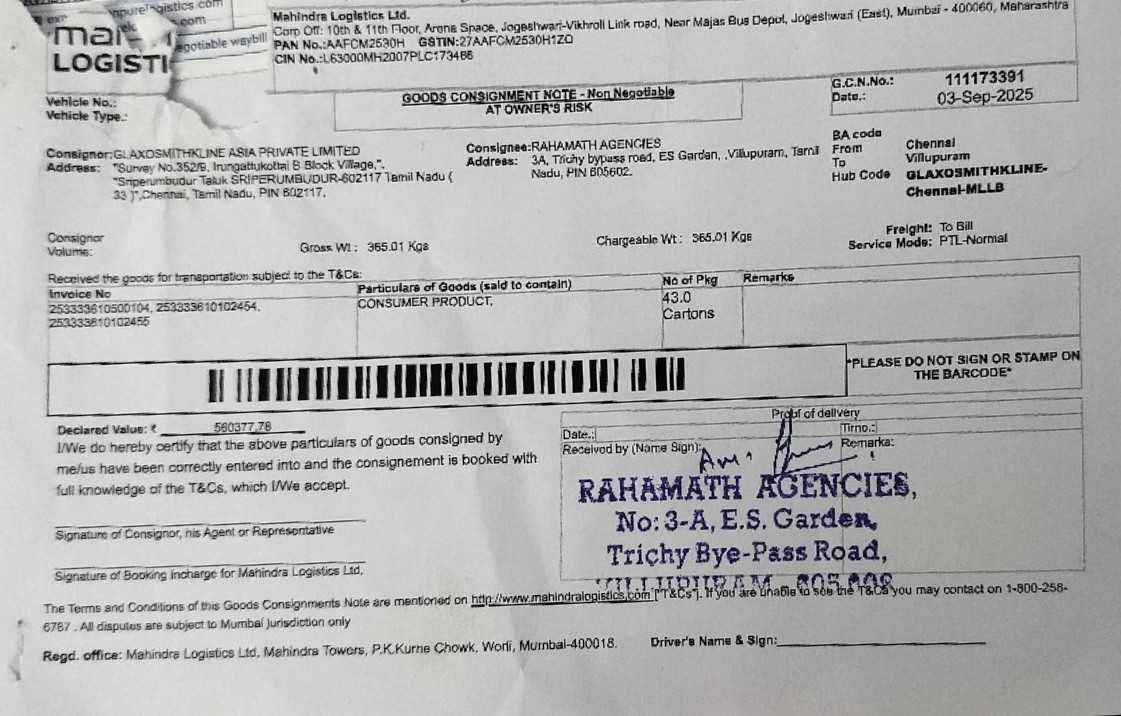 npurelogistics com
.com
egotiable waybill
LOGISTI
Mahindra Logistics Ltd.
Corp Off: 10th & 11th Floor, Arena Space, Jogeshwari-Vikhroli Link road, Near Majas Bus Depot, Jogeshwari (East), Mumbai - 400060, Maharashtra
PAN No.:AAFCM2530H GSTIN:27AAFCM2530H1ZO
CIN No.:L63000MH2007PLC173466
Vehicle No.:
Vehicle Type.:
GOODS CONSIGNMENT NOTE - Non Negotiable
AT OWNER'S RISK
G.C.N.No.: 111173391
Date.: 03-Sep-2025
Consignor:GLAXOSMITHKLINE ASIA PRIVATE LIMITED
Address: "Survey No.352/9, Irungattukottai B Block Village,".
"Sriperumbudur Taluk SRIPERUMBUDUR-602117 Tamil Nadu (
33 )",Chennai, Tamil Nadu, PIN 602117.
Consignee:RAHAMATH AGENCIES
Address: 3A, Trichy bypass road, ES Garden, ,Villupuram, Tamil
Nadu, PIN 605602.
BA code
From Chennai
To Villupuram
Hub Code GLAXOSMITHKLINE-
Chennai-MLLB
Consignor
Volume:
Gross Wt : 365.01 Kgs
Chargeable Wt : 365.01 Kgs
Freight: To Bill
Service Mode: PTL-Normal
Received the goods for transportation subject to the T&Cs:
Invoice No Particulars of Goods (said to contain) No of Pkg Remarks
253333610500104, 253333610102454, CONSUMER PRODUCT, 43.0
253333610102455 Cartons
*PLEASE DO NOT SIGN OR STAMP ON
THE BARCODE*
Declared Value: ₹ 560377.78
I/We do hereby certify that the above particulars of goods consigned by
me/us have been correctly entered into and the consignment is booked with
full knowledge of the T&Cs, which I/We accept.
Signature of Consignor, his Agent or Representative
Signature of Booking Incharge for Mahindra Logistics Ltd,
Proof of delivery
Date.: Time.:
Received by (Name Sign): Remarks:
RAHAMATH AGENCIES,
No: 3-A, E.S. Garden,
Trichy Bye-Pass Road,
VILLUPURAM
The Terms and Conditions of this Goods Consignments Note are mentioned on http://www.mahindralogistics.com ["T&Cs"]. If you are unable to see the T&Cs you may contact on 1-800-258-
6787 . All disputes are subject to Mumbai Jurisdiction only
Regd. office: Mahindra Logistics Ltd, Mahindra Towers, P.K.Kurne Chowk, Worli, Mumbai-400018. Driver's Name & Sign: